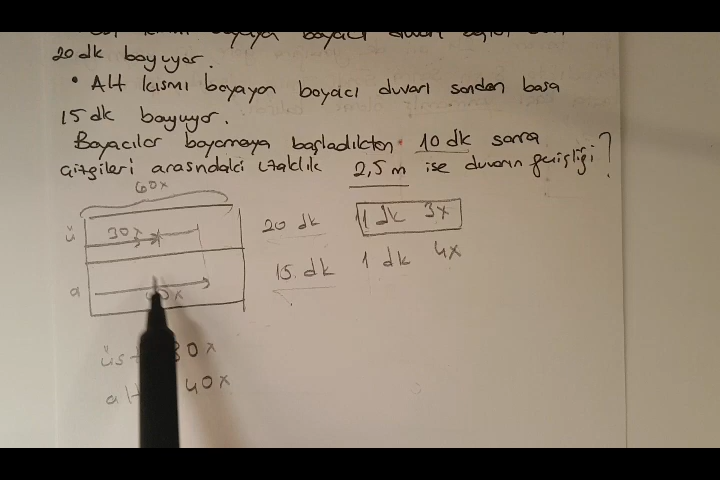 20 dk boyuyor.
• Alt kısmı boyayan boyacı duvarı sondan başa
15 dk boyuyor.
Boyacılar boyamaya başladıktan 10 dk sonra
çizgileri arasındaki uzaklık 2,5 m ise duvarın genişliği?
60x
ü 30x 20 dk 1 dk 3x
a 40x 15 dk 1 dk 4x
üst 30x
alt 40x